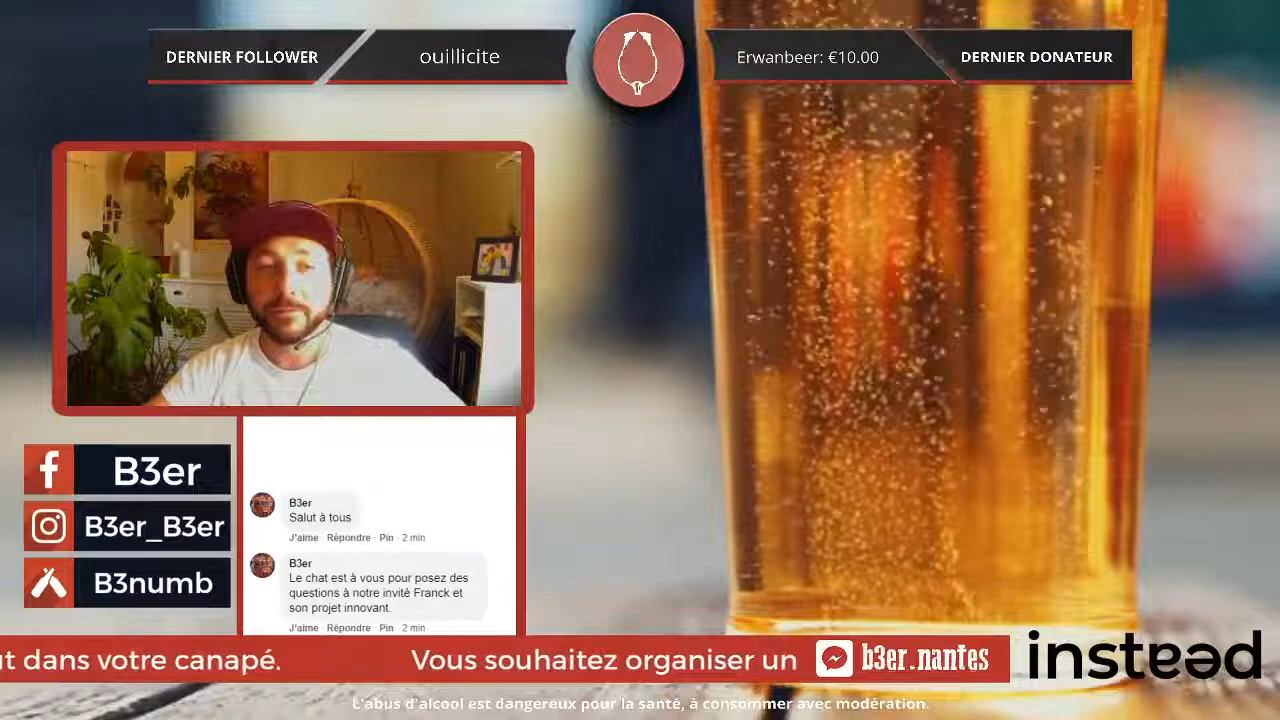 DERNIER FOLLOWER
ouillicite
Erwanbeer: €10.00
DERNIER DONATEUR
B3er
B3er_B3er
B3numb
B3er
Salut à tous
J'aime · Répondre · Pin · 2 min
B3er
Le chat est à vous pour posez des
questions à notre invité Franck et
son projet innovant.
J'aime · Répondre · Pin · 2 min
ut dans votre canapé. Vous souhaitez organiser un
b3er.nantes
instead
L'abus d'alcool est dangereux pour la santé, à consommer avec modération.